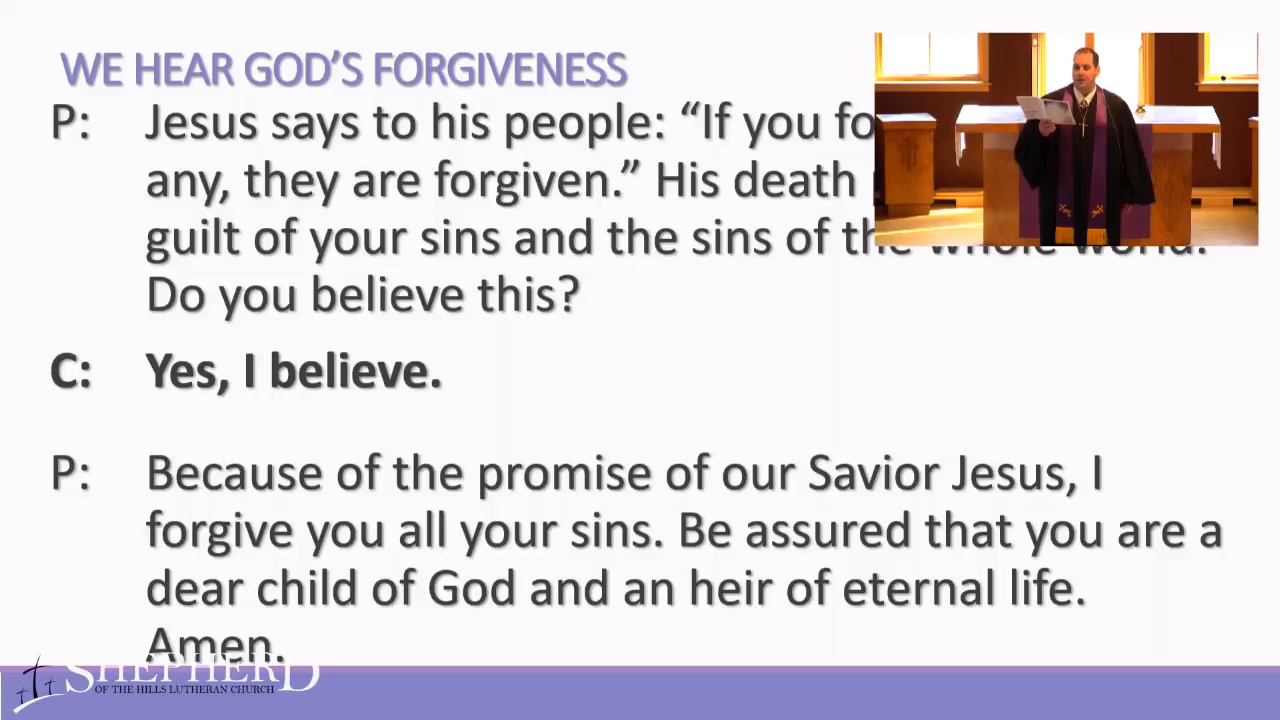 WE HEAR GOD'S FORGIVENESS
P: Jesus says to his people: “If you fo
any, they are forgiven.” His death
guilt of your sins and the sins of the whole world.
Do you believe this?
C: Yes, I believe.
P: Because of the promise of our Savior Jesus, I
forgive you all your sins. Be assured that you are a
dear child of God and an heir of eternal life.
Amen.
SHEPHERD
OF THE HILLS LUTHERAN CHURCH